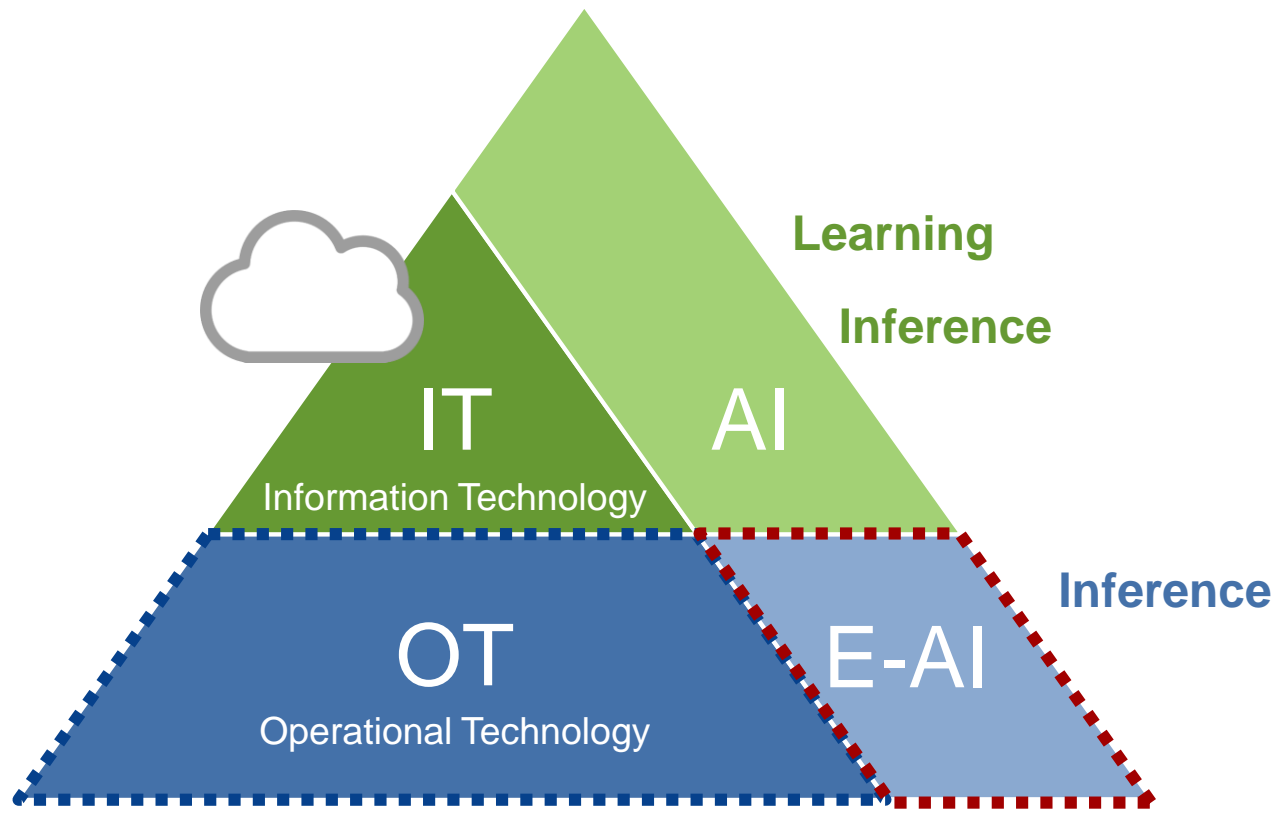 Learning
Inference
IT
AI
Information Technology
Inference
OT
E-AI
Operational Technology